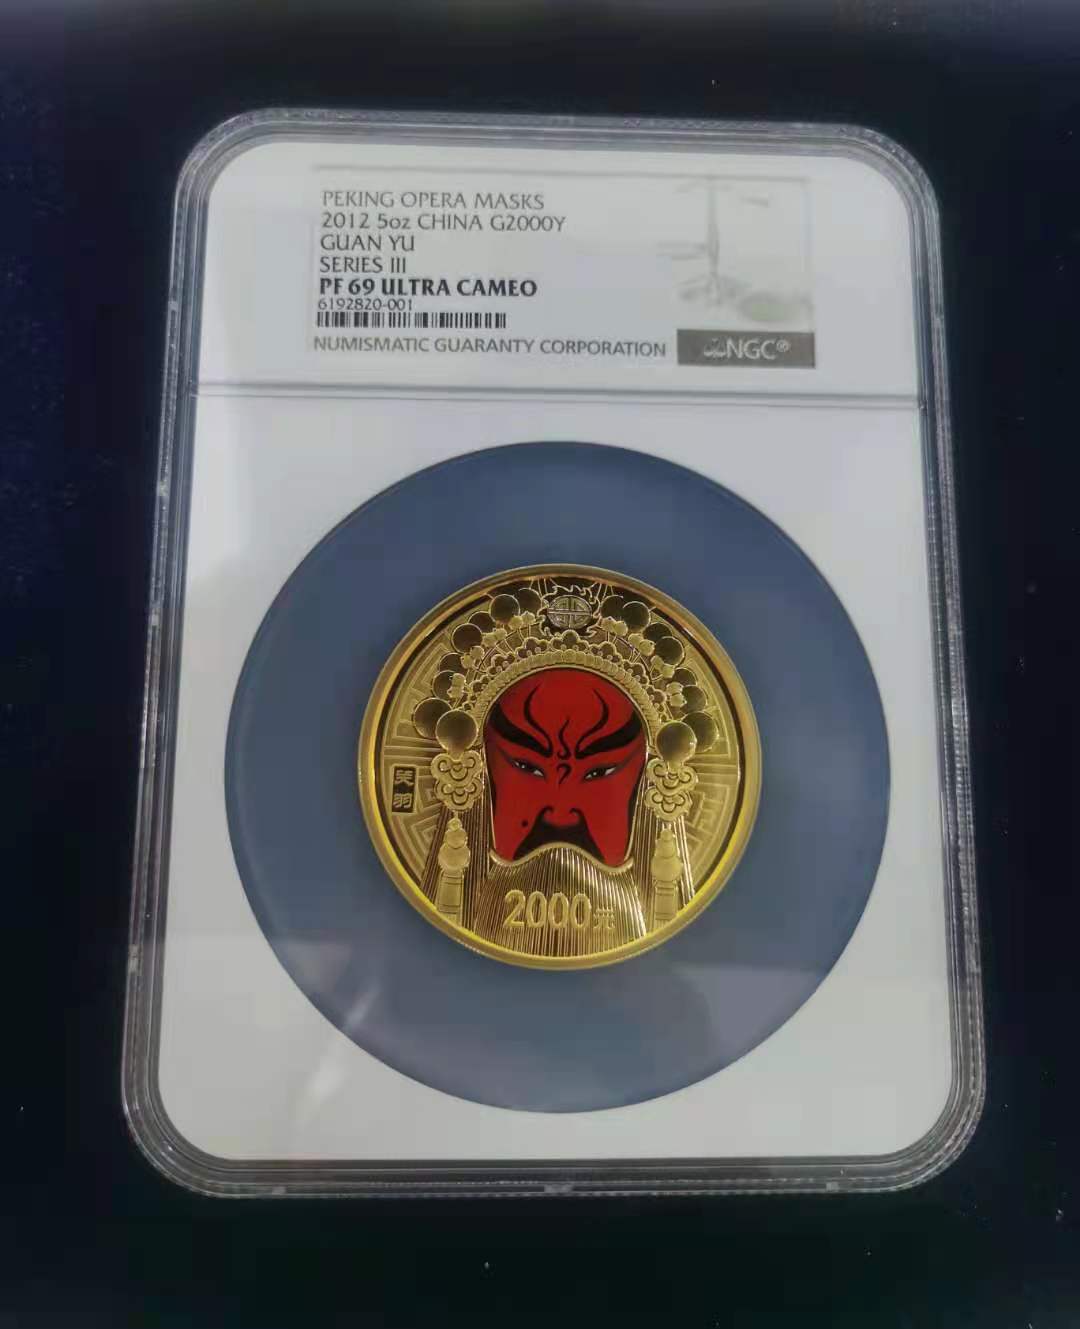 PEKING OPERA MASKS
2012 5oz CHINA G2000Y
GUAN YU
SERIES III
PF 69 ULTRA CAMEO
6192820-001
NUMISMATIC GUARANTY CORPORATION
NGC®
关羽
2000元